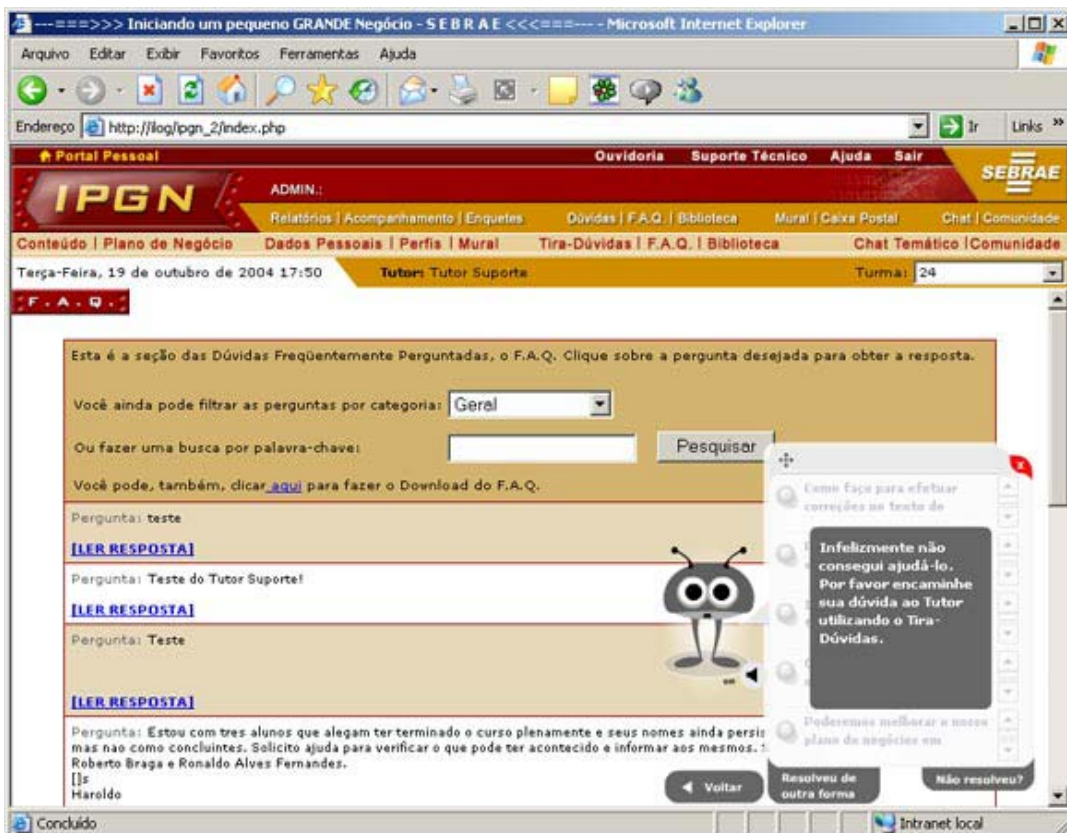 ---===>>> Iniciando um pequeno GRANDE Negócio - S E B R A E <<<===--- - Microsoft Internet Explorer
Arquivo Editar Exibir Favoritos Ferramentas Ajuda
Endereço http://ilog/ipgn_2/index.php Ir Links »
Portal Pessoal Ouvidoria Suporte Técnico Ajuda Sair
SEBRAE
IPGN
ADMIN.:
Relatórios | Acompanhamento | Enquetes Dúvidas | F.A.Q. | Biblioteca Mural | Caixa Postal Chat | Comunidade
Conteúdo | Plano de Negócio Dados Pessoais | Perfis | Mural Tira-Dúvidas | F.A.Q. | Biblioteca Chat Temático |Comunidade
Terça-Feira, 19 de outubro de 2004 17:50 Tutor: Tutor Suporte Turma: 24
F.A.Q.
Esta é a seção das Dúvidas Freqüentemente Perguntadas, o F.A.Q. Clique sobre a pergunta desejada para obter a resposta.
Você ainda pode filtrar as perguntas por categoria: Geral
Ou fazer uma busca por palavra-chave: Pesquisar
Você pode, também, clicar aqui para fazer o Download do F.A.Q.
Pergunta: teste
[LER RESPOSTA]
Pergunta: Teste do Tutor Suporte!
[LER RESPOSTA]
Pergunta: Teste
[LER RESPOSTA]
Pergunta: Estou com tres alunos que alegam ter terminado o curso plenamente e seus nomes ainda persis
mas nao como concluintes. Solicito ajuda para verificar o que pode ter acontecido e informar aos mesmos.
Roberto Braga e Ronaldo Alves Fernandes.
[]s
Haroldo
Como faço para efetuar
correções no texto do
Infelizmente não
consegui ajudá-lo.
Por favor encaminhe
sua dúvida ao Tutor
utilizando o Tira-
Dúvidas.
Poderemos melhorar o nosso
plano de negócios em
Voltar
Resolveu de
outra forma
Não resolveu?
Concluído Intranet local